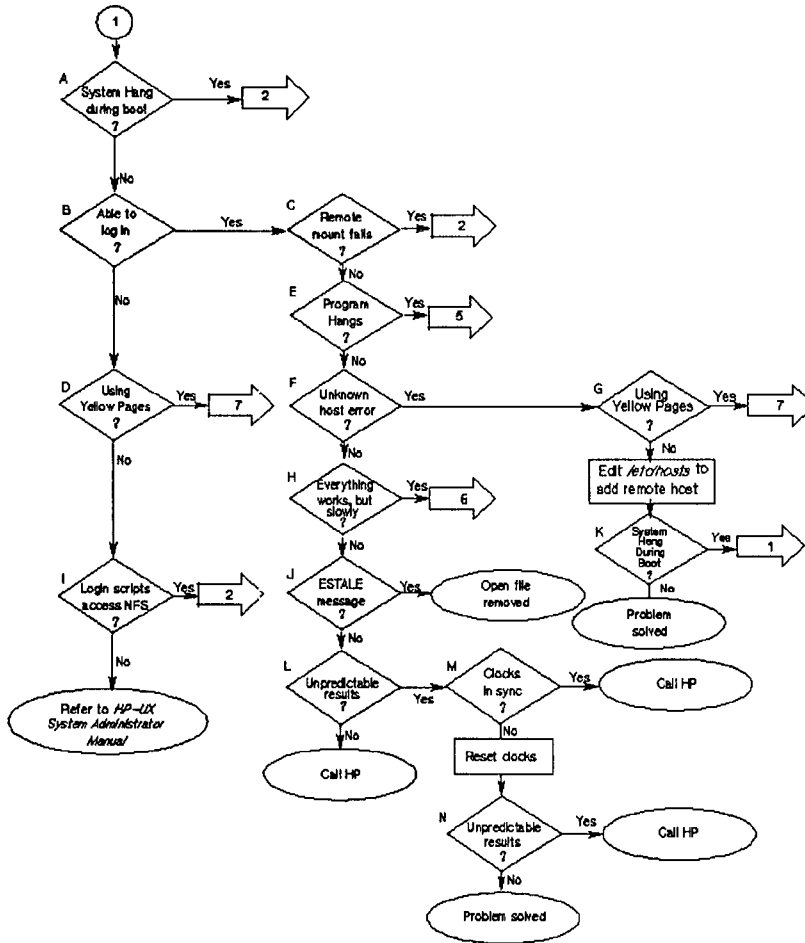 1
A
System Hang
during boot
?
Yes
2
No
B
Able to
log in
?
Yes
C
Remote
mount fails
?
Yes
2
No
No
E
Program
Hangs
?
Yes
5
No
D
Using
Yellow Pages
?
Yes
7
No
F
Unknown
host error
?
Yes
G
Using
Yellow Pages
?
Yes
7
No
No
Edit /etc/hosts to
add remote host
H
Everything
works, but
slowly
?
Yes
6
No
K
System
Hang
During
Boot
?
Yes
1
No
Problem
solved
I
Login scripts
access NFS
?
Yes
2
No
J
ESTALE
message
?
Yes
Open file
removed
No
L
Unpredictable
results
?
Yes
M
Clocks
in sync
?
Yes
Call HP
Refer to HP-UX
System Administrator
Manual
No
Call HP
No
Reset clocks
N
Unpredictable
results
?
Yes
Call HP
No
Problem solved